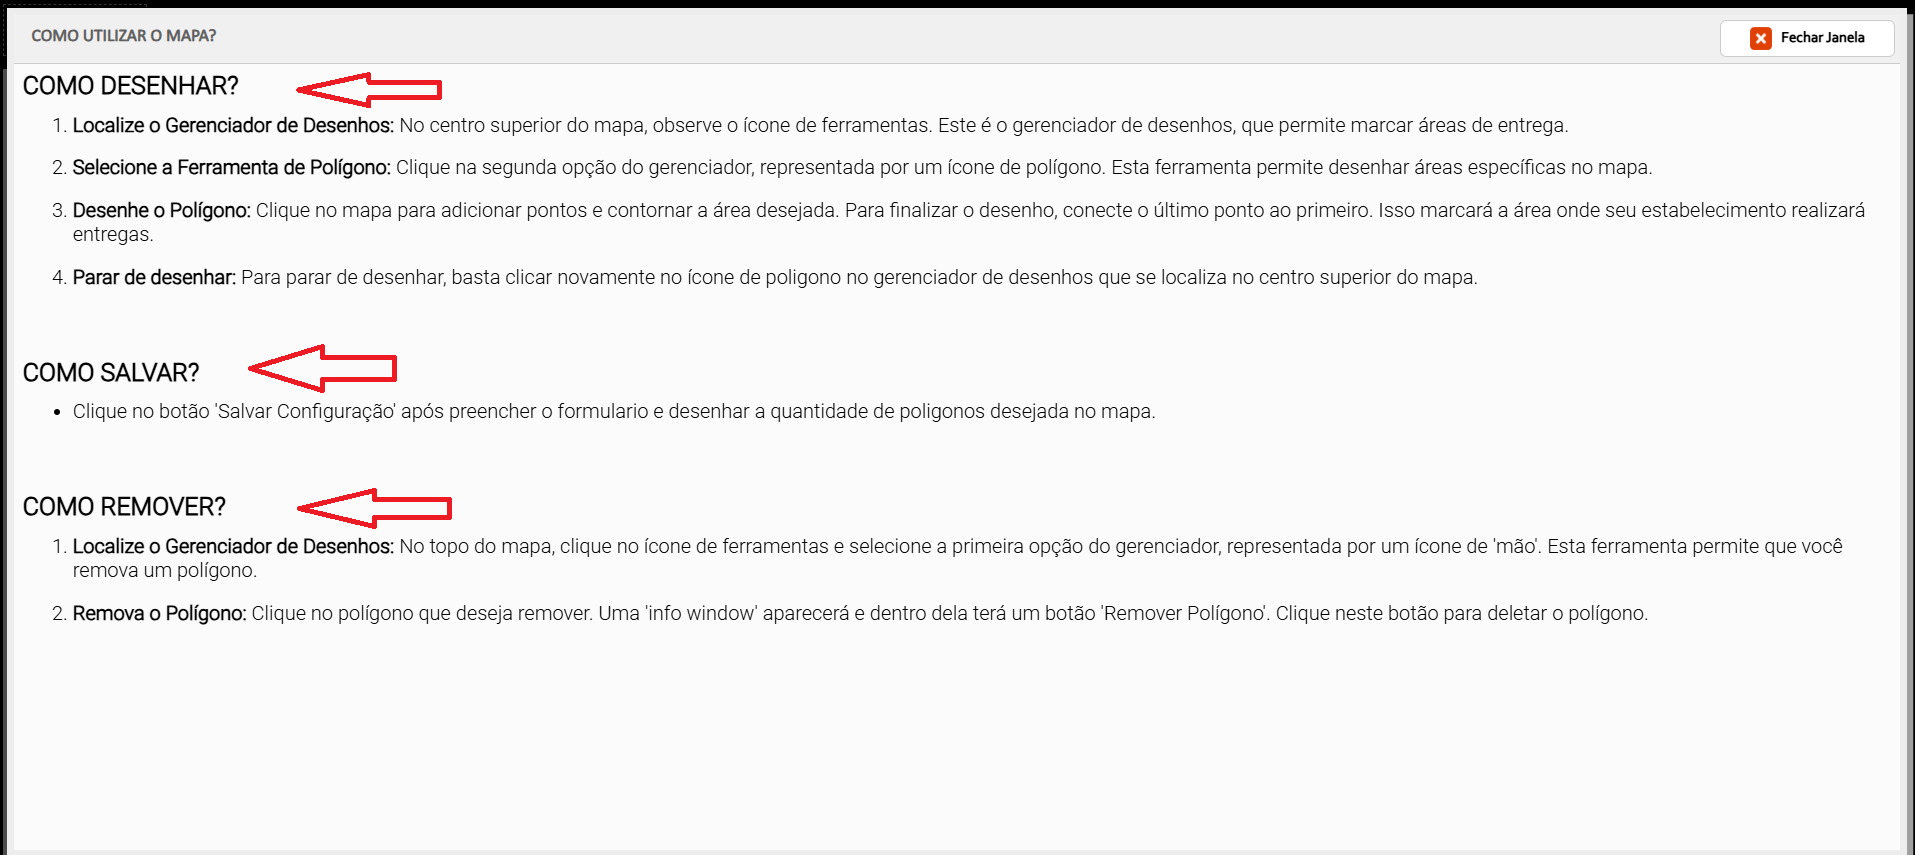 COMO UTILIZAR O MAPA?
Fechar Janela
COMO DESENHAR?
1. Localize o Gerenciador de Desenhos: No centro superior do mapa, observe o ícone de ferramentas. Este é o gerenciador de desenhos, que permite marcar áreas de entrega.
2. Selecione a Ferramenta de Polígono: Clique na segunda opção do gerenciador, representada por um ícone de polígono. Esta ferramenta permite desenhar áreas específicas no mapa.
3. Desenhe o Polígono: Clique no mapa para adicionar pontos e contornar a área desejada. Para finalizar o desenho, conecte o último ponto ao primeiro. Isso marcará a área onde seu estabelecimento realizará
entregas.
4. Parar de desenhar: Para parar de desenhar, basta clicar novamente no ícone de poligono no gerenciador de desenhos que se localiza no centro superior do mapa.
COMO SALVAR?
• Clique no botão 'Salvar Configuração' após preencher o formulario e desenhar a quantidade de poligonos desejada no mapa.
COMO REMOVER?
1. Localize o Gerenciador de Desenhos: No topo do mapa, clique no ícone de ferramentas e selecione a primeira opção do gerenciador, representada por um ícone de 'mão'. Esta ferramenta permite que você
remova um polígono.
2. Remova o Polígono: Clique no polígono que deseja remover. Uma 'info window' aparecerá e dentro dela terá um botão 'Remover Polígono'. Clique neste botão para deletar o polígono.